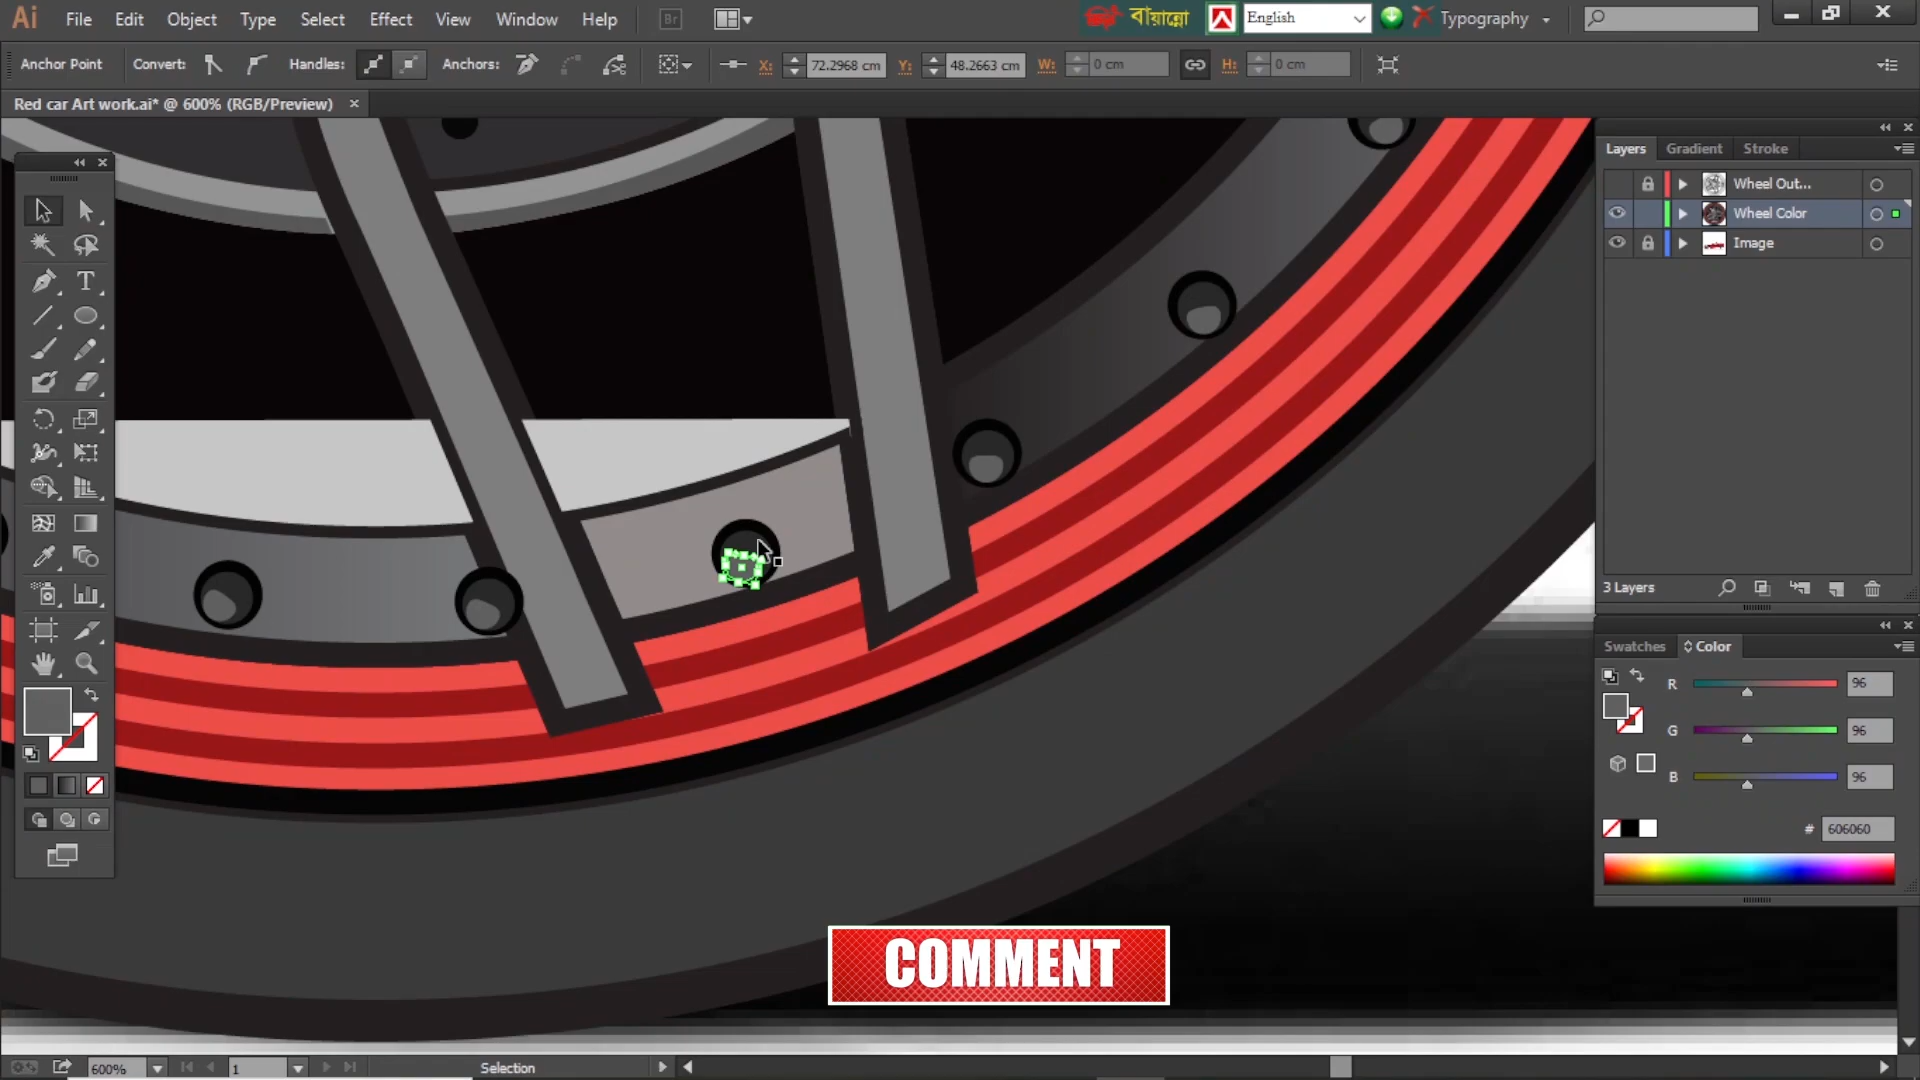 Ai File Edit Object Type Select Effect View Window Help Br বায়ান্নো English Typography
Anchor Point Convert: Handles: Anchors: X: 72.2968 cm Y: 48.2663 cm W: 0 cm H: 0 cm
Red car Art work.ai* @ 600% (RGB/Preview)
Layers Gradient Stroke
Wheel Out...
Wheel Color
Image
T
3 Layers
Swatches Color
R 96
G 96
B 96
# 606060
COMMENT
600% 1 Selection